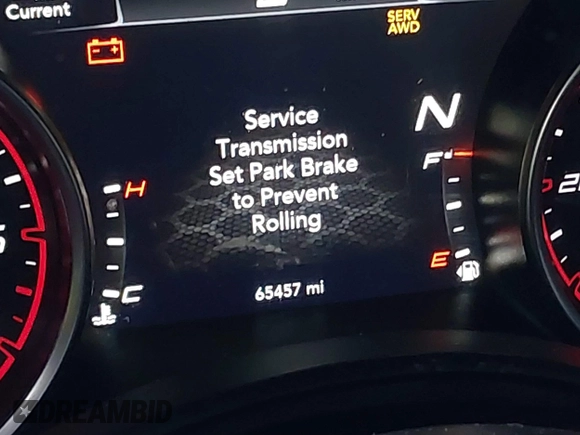 Current
SERV
AWD
Service
Transmission
Set Park Brake
to Prevent
Rolling
N
H
F
C
E
65457 mi
DREAMBID